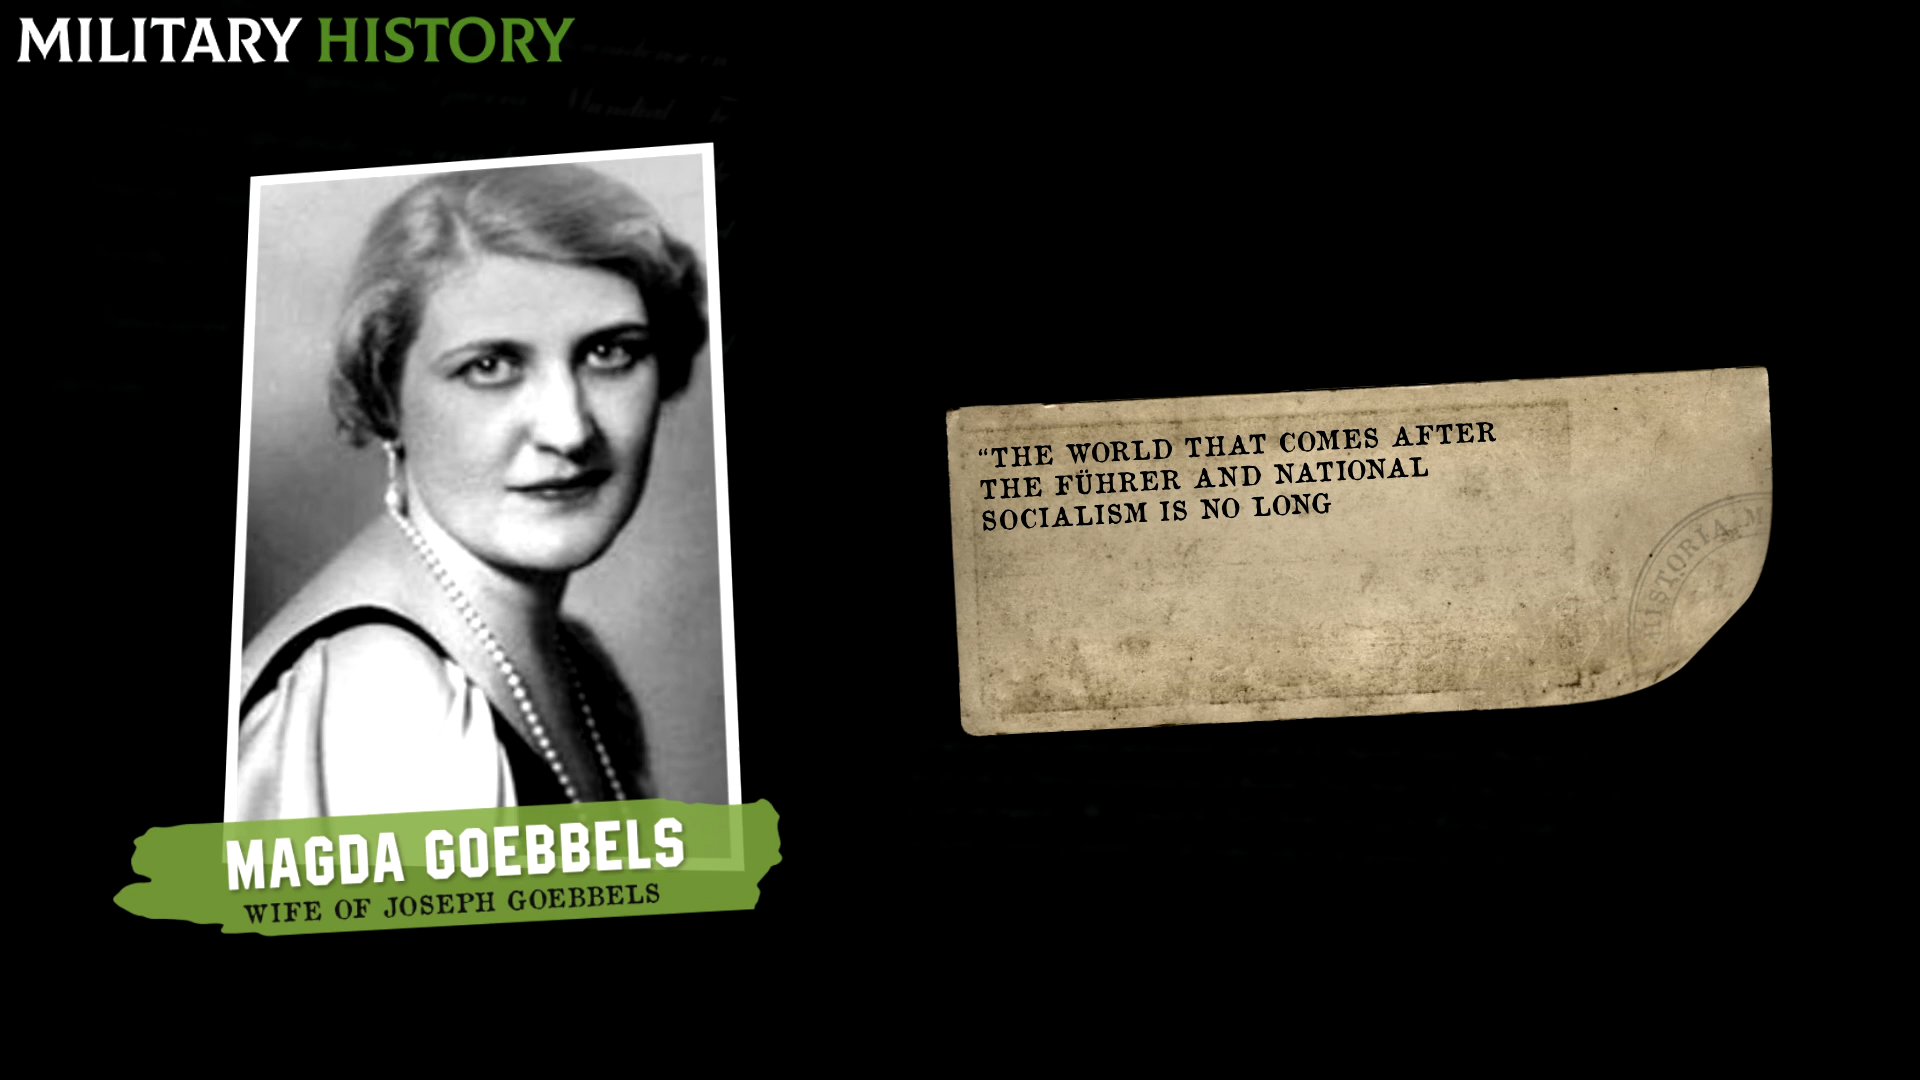 MILITARY HISTORY
“THE WORLD THAT COMES AFTER
THE FÜHRER AND NATIONAL
SOCIALISM IS NO LONG
HISTORIA
MAGDA GOEBBELS
WIFE OF JOSEPH GOEBBELS